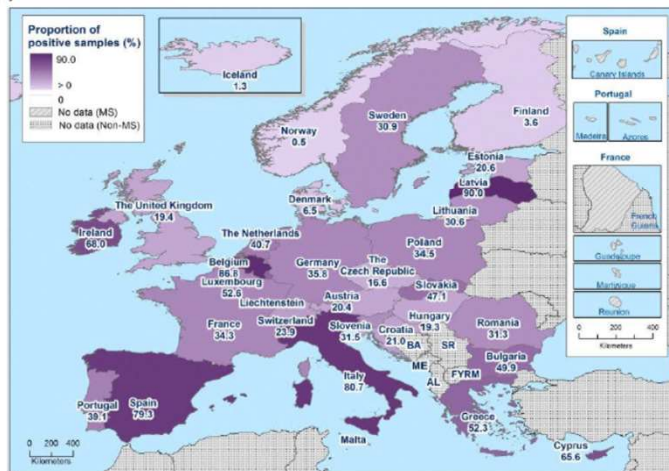 Proportion of
positive samples (%)
90.0
> 0
0
No data (MS)
No data (Non-MS)
Iceland
1.3
Norway
0.5
Sweden
30.9
Finland
3.6
Estonia
20.6
Latvia
90.0
Lithuania
30.6
Denmark
6.5
The United Kingdom
19.4
Ireland
68.0
The Netherlands
40.7
Belgium
86.8
Luxembourg
52.6
Germany
35.8
Poland
34.5
The
Czech Republic
16.6
Slovakia
47.1
Liechtenstein
Austria
20.4
Hungary
19.3
France
34.3
Switzerland
23.9
Slovenia
31.5
Croatia
21.0
Romania
31.3
BA
SR
ME
FYRM
AL
Bulgaria
49.9
Italy
80.7
Portugal
39.1
Spain
79.3
Greece
52.3
Malta
Cyprus
65.6
0 200 400
Kilometers
Spain
Canary Islands
Portugal
Madeira
Azores
France
French
Guiana
Guadeloupe
Martinique
Reunion
0 200 400
Kilometers